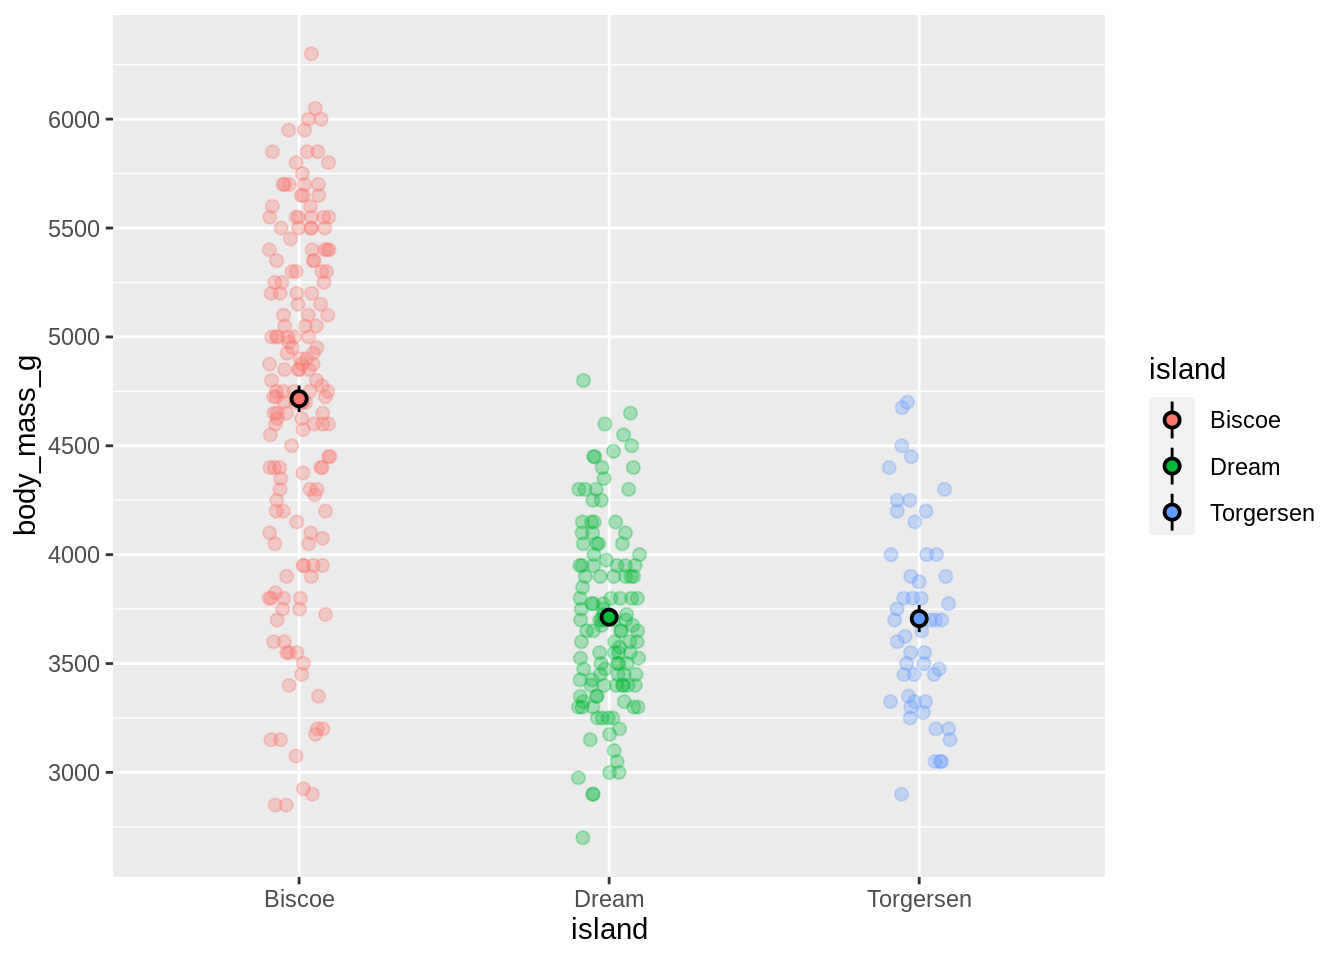 body_mass_g
6000
5500
5000
4500
4000
3500
3000
Biscoe
Dream
Torgersen
island
island
Biscoe
Dream
Torgersen